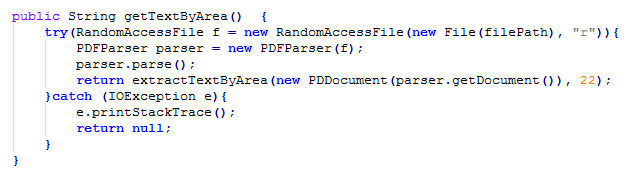 public String getTextByArea()  {
    try(RandomAccessFile f = new RandomAccessFile(new File(filePath), "r")){
        PDFParser parser = new PDFParser(f);
        parser.parse();
        return extractTextByArea(new PDDocument(parser.getDocument()), 22);
    }catch (IOException e){
        e.printStackTrace();
        return null;
    }
}